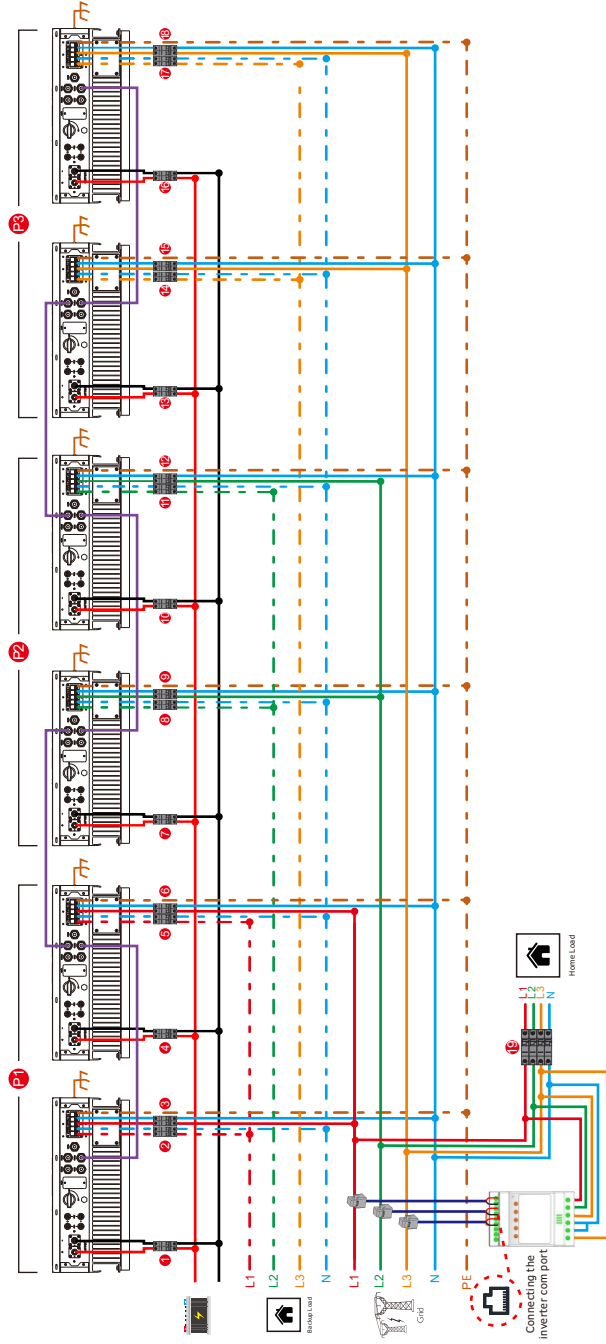 P1
P2
P3
1
2
3
4
5
6
7
8
9
10
11
12
13
14
15
16
17
18
L1
L2
L3
N
Backup Load
L1
L2
L3
N
Grid
PE
Connecting the
inverter com port
19
L1
L2
L3
N
Home Load